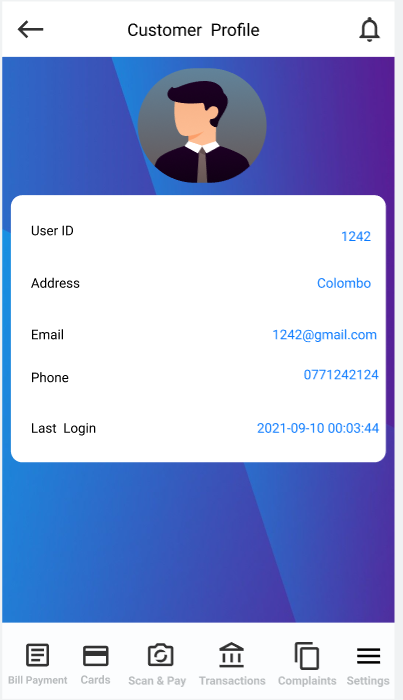 Customer Profile
User ID 1242
Address Colombo
Email 1242@gmail.com
Phone 0771242124
Last Login 2021-09-10 00:03:44
Bill Payment Cards Scan & Pay Transactions Complaints Settings